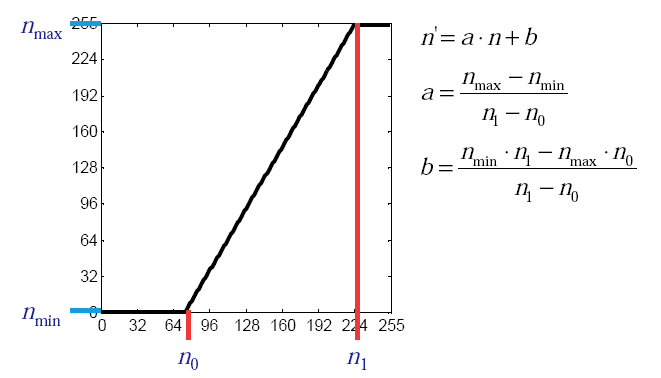 n_max
255
224
192
160
128
96
64
32
0
n_min
0 32 64 96 128 160 192 224 255
n_0 n_1
n' = a · n + b
a = (n_max − n_min) / (n_1 − n_0)
b = (n_min · n_1 − n_max · n_0) / (n_1 − n_0)